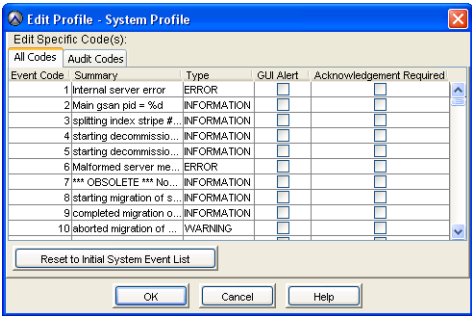 Edit Profile - System Profile
Edit Specific Code(s):
All Codes Audit Codes
Event Code Summary Type GUI Alert Acknowledgement Required
1 Internal server error ERROR
2 Main gsan pid = %d INFORMATION
3 splitting index stripe #... INFORMATION
4 starting decommissio... INFORMATION
5 starting decommissio... INFORMATION
6 Malformed server me... ERROR
7 *** OBSOLETE *** No... INFORMATION
8 starting migration of s... INFORMATION
9 completed migration o... INFORMATION
10 aborted migration of ... WARNING
Reset to Initial System Event List
OK Cancel Help